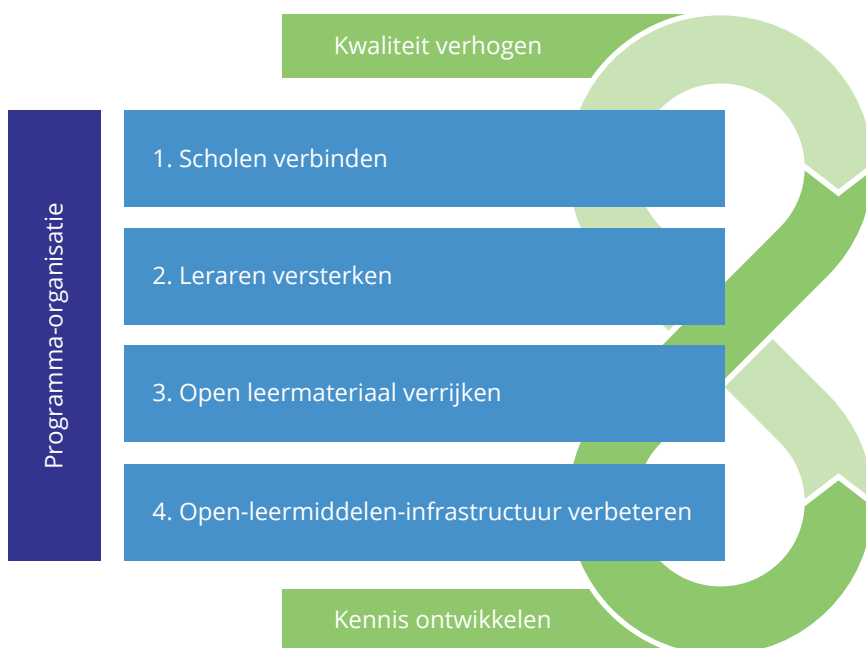 Kwaliteit verhogen
Programma-organisatie
1. Scholen verbinden
2. Leraren versterken
3. Open leermateriaal verrijken
4. Open-leermiddelen-infrastructuur verbeteren
Kennis ontwikkelen